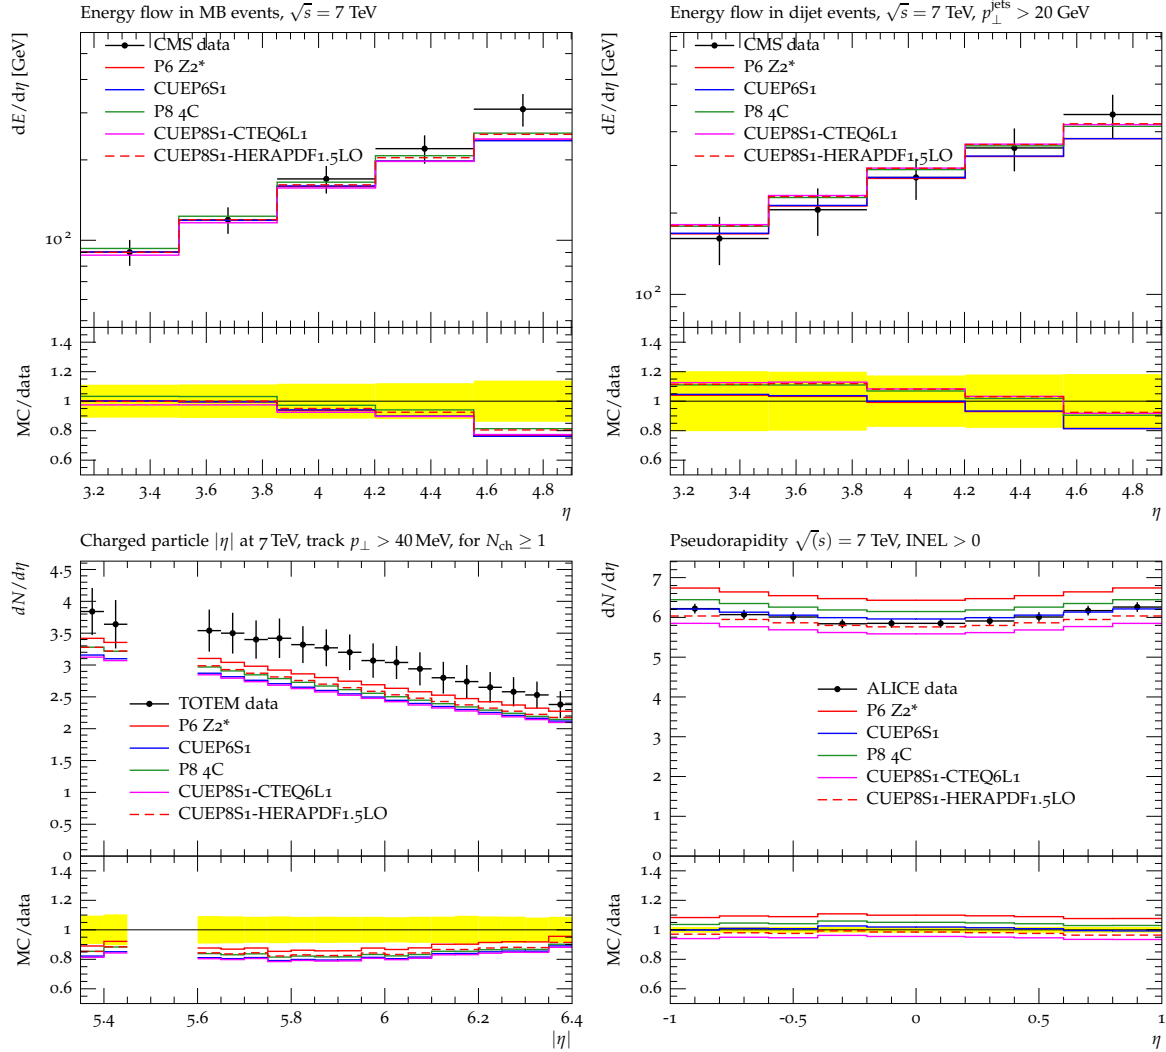 Energy flow in MB events, √s = 7 TeV
dE/dη [GeV]
CMS data
P6 Z2*
CUEP6S1
P8 4C
CUEP8S1-CTEQ6L1
CUEP8S1-HERAPDF1.5LO
10²
MC/data
1.4
1.2
1
0.8
0.6
3.2 3.4 3.6 3.8 4 4.2 4.4 4.6 4.8
η
Energy flow in dijet events, √s = 7 TeV, p⊥^jets > 20 GeV
dE/dη [GeV]
CMS data
P6 Z2*
CUEP6S1
P8 4C
CUEP8S1-CTEQ6L1
CUEP8S1-HERAPDF1.5LO
10²
MC/data
1.4
1.2
1
0.8
0.6
3.2 3.4 3.6 3.8 4 4.2 4.4 4.6 4.8
η
Charged particle |η| at 7 TeV, track p⊥ > 40 MeV, for Nch ≥ 1
dN/dη
4.5
4
3.5
3
2.5
2
1.5
1
0.5
0
TOTEM data
P6 Z2*
CUEP6S1
P8 4C
CUEP8S1-CTEQ6L1
CUEP8S1-HERAPDF1.5LO
MC/data
1.4
1.2
1
0.8
0.6
5.4 5.6 5.8 6.0 6.2 6.4
|η|
Pseudorapidity √(s) = 7 TeV, INEL > 0
dN/dη
7
6
5
4
3
2
1
0
ALICE data
P6 Z2*
CUEP6S1
P8 4C
CUEP8S1-CTEQ6L1
CUEP8S1-HERAPDF1.5LO
MC/data
1.4
1.2
1
0.8
0.6
-1 -0.5 0 0.5 1
η